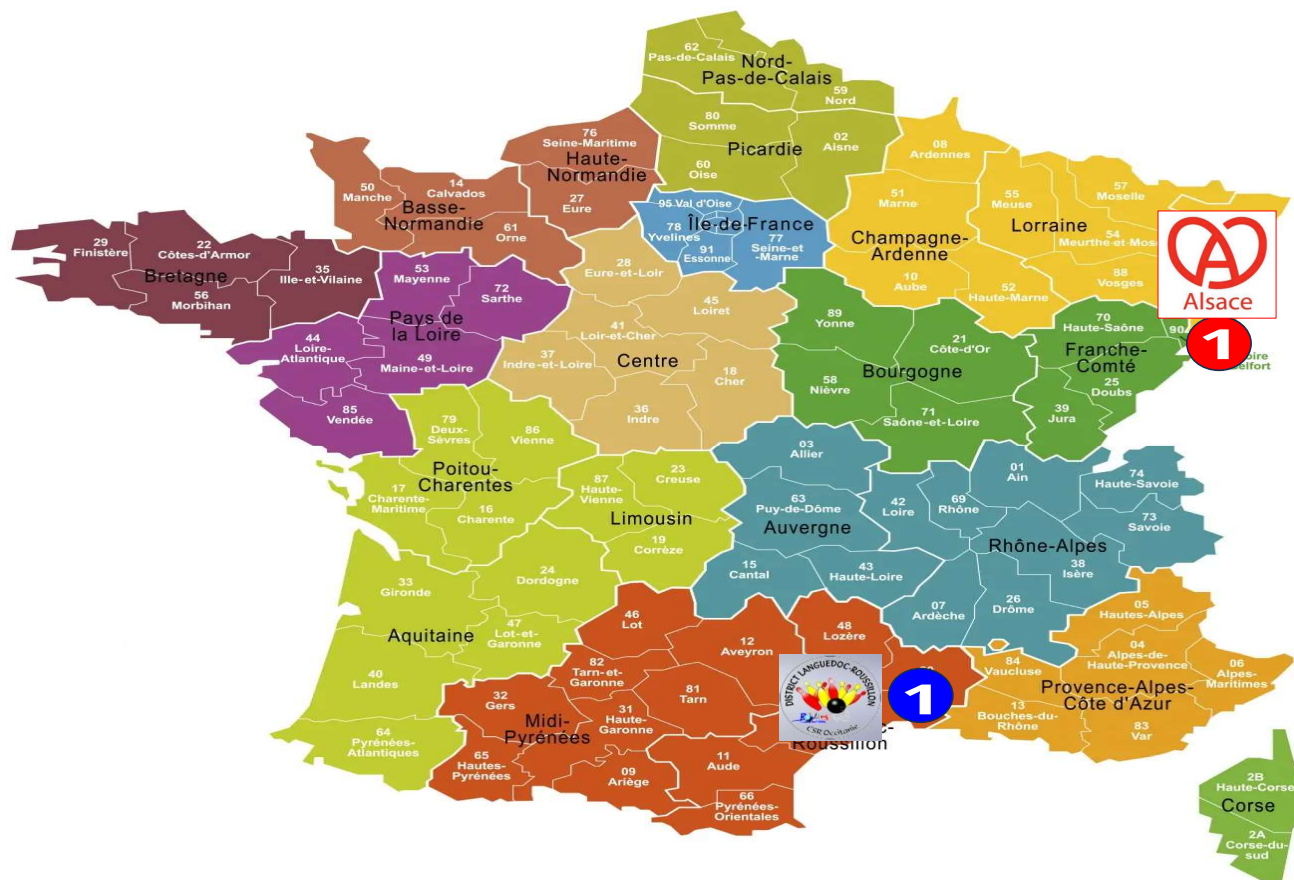 62
Pas-de-Calais
Nord-
Pas-de-Calais
59
Nord
80
Somme
02
Aisne
Picardie
60
Oise
76
Seine-Maritime
Haute-
Normandie
27
Eure
50
Manche
14
Calvados
Basse-
Normandie
61
Orne
95 Val d'Oise
Île-de-France
78
Yvelines
91
Essonne
77
Seine-et
-Marne
08
Ardennes
51
Marne
Champagne-
Ardenne
10
Aube
52
Haute-Marne
55
Meuse
57
Moselle
Lorraine
54
88
Vosges
Alsace
1
29
Finistère
22
Côtes-d'Armor
Bretagne
35
Ille-et-Vilaine
56
Morbihan
53
Mayenne
72
Sarthe
Pays de
la Loire
44
Loire-
Atlantique
49
Maine-et-Loire
85
Vendée
28
Eure-et-Loir
45
Loiret
41
Loir-et-Cher
37
Indre-et-Loire
Centre
18
Cher
36
Indre
89
Yonne
21
Côte-d'Or
Bourgogne
58
Nièvre
71
Saône-et-Loire
70
Haute-Saône
90
Franche-
Comté
25
Doubs
39
Jura
79
Deux-
Sèvres
86
Vienne
Poitou-
Charentes
17
Charente-
Maritime
16
Charente
87
Haute-
Vienne
23
Creuse
Limousin
19
Corrèze
03
Allier
63
Puy-de-Dôme
Auvergne
15
Cantal
43
Haute-Loire
42
Loire
69
Rhône
01
Ain
74
Haute-Savoie
73
Savoie
Rhône-Alpes
38
Isère
07
Ardèche
26
Drôme
33
Gironde
24
Dordogne
47
Lot-et-
Garonne
Aquitaine
40
Landes
64
Pyrénées-
Atlantiques
46
Lot
12
Aveyron
82
Tarn-et-
Garonne
81
Tarn
32
Gers
31
Haute-
Garonne
Midi-
Pyrénées
65
Hautes-
Pyrénées
09
Ariège
48
Lozère
DISTRICT LANGUEDOC-ROUSSILLON
CSR Occitanie
1
Roussillon
11
Aude
66
Pyrénées-
Orientales
05
Hautes-Alpes
84
Vaucluse
04
Alpes-de-
Haute-Provence
06
Alpes-
Maritimes
Provence-Alpes-
Côte d'Azur
13
Bouches-du-
Rhône
83
Var
2B
Haute-Corse
Corse
2A
Corse-du-
sud